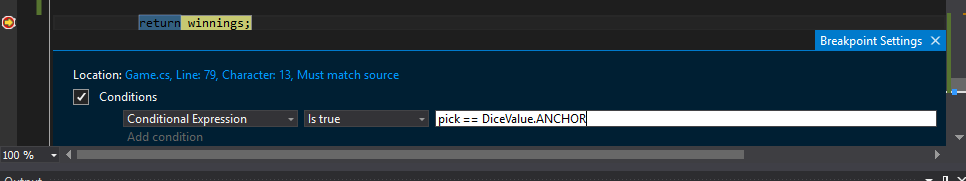 return winnings;
Breakpoint Settings
Location: Game.cs, Line: 79, Character: 13, Must match source
Conditions
Conditional Expression Is true pick == DiceValue.ANCHOR
Add condition
100 %
Output